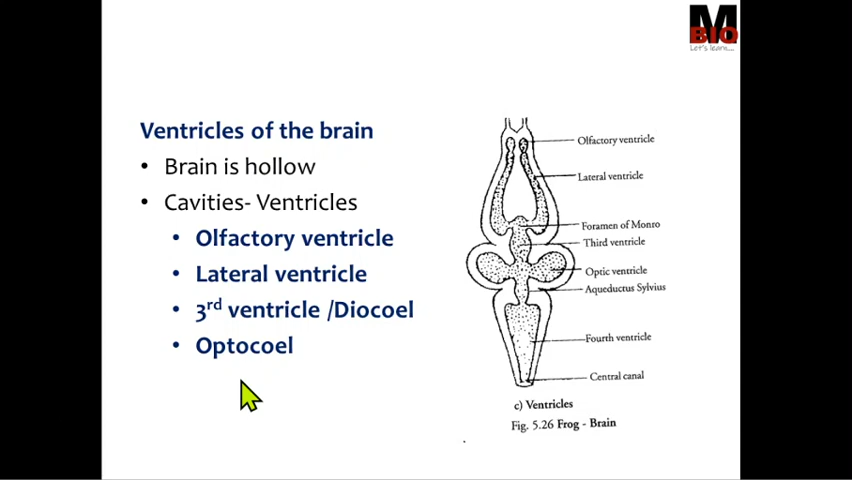 M
BIO
Let's learn....
Ventricles of the brain
• Brain is hollow
• Cavities- Ventricles
• Olfactory ventricle
• Lateral ventricle
• 3rd ventricle /Diocoel
• Optocoel
Olfactory ventricle
Lateral ventricle
Foramen of Monro
Third ventricle
Optic ventricle
Aqueductus Sylvius
Fourth ventricle
Central canal
c) Ventricles
Fig. 5.26 Frog - Brain